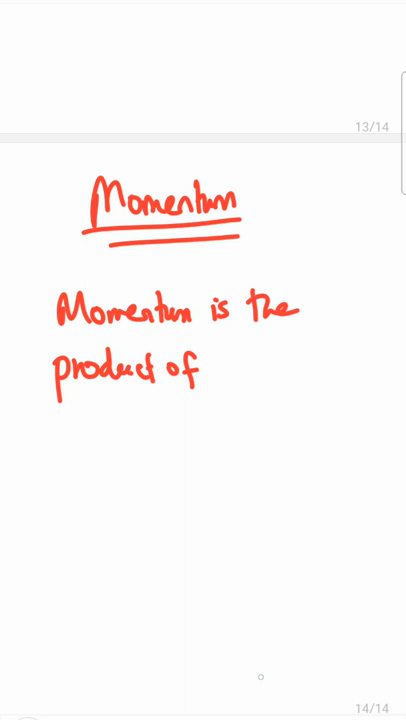 13/14
Momentum
Momentum is the
product of
14/14